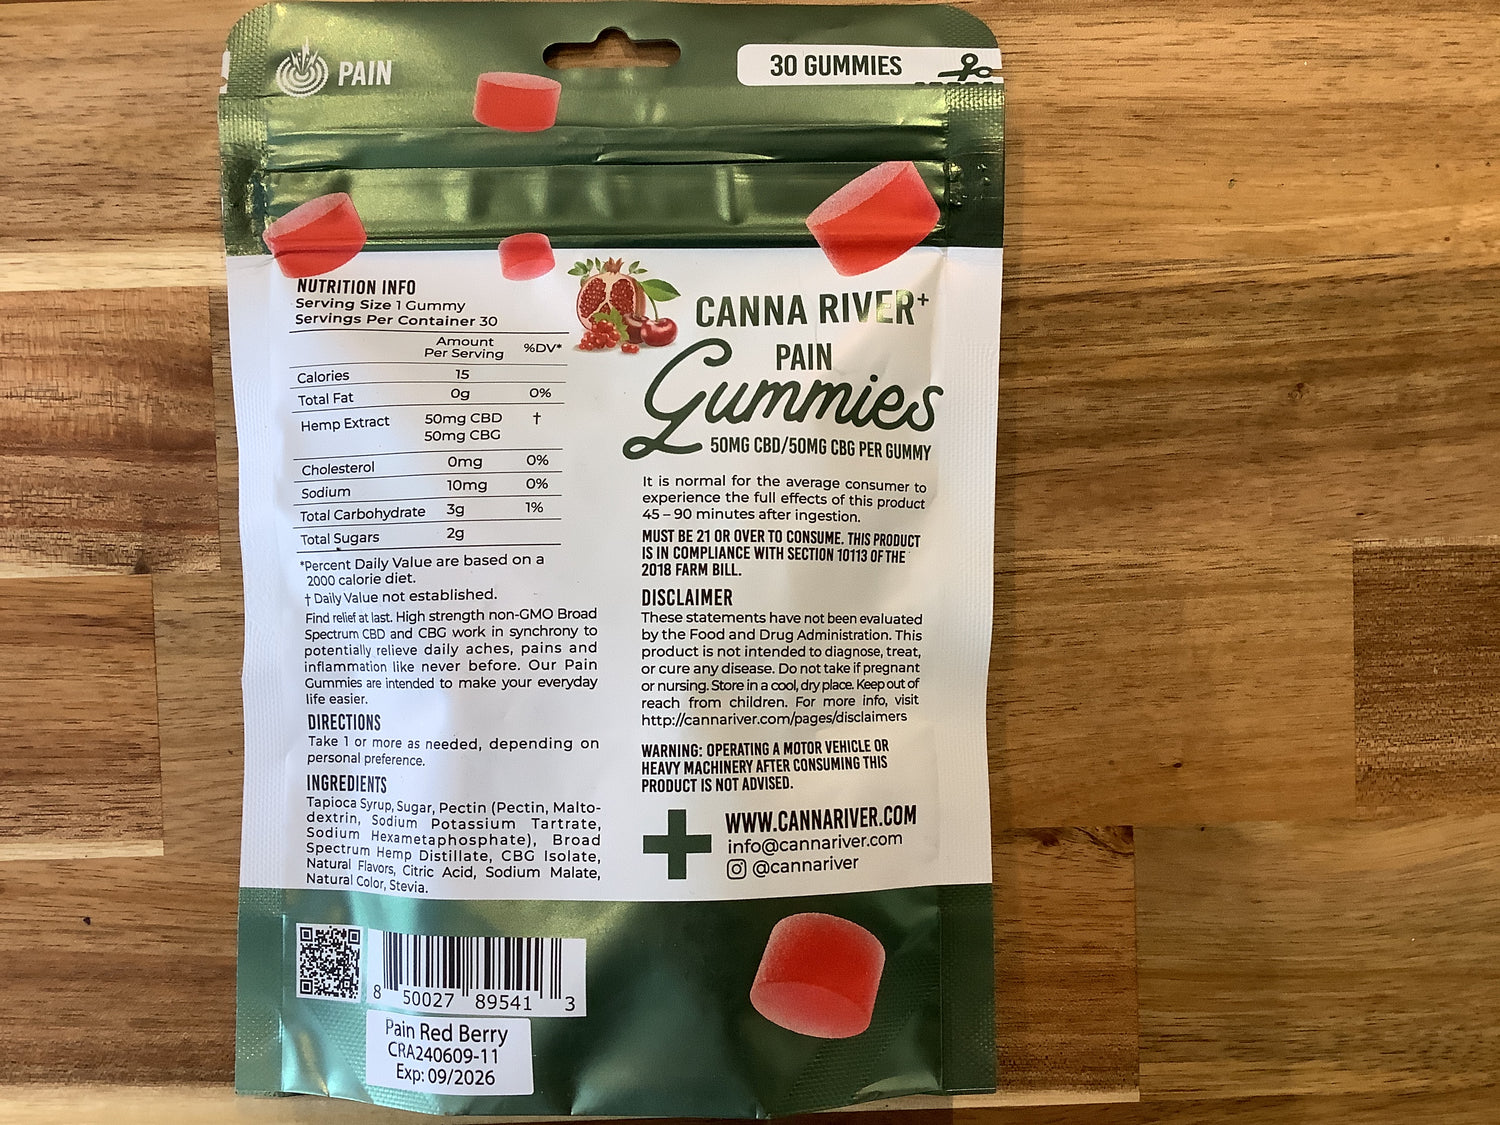 PAIN
30 GUMMIES
NUTRITION INFO
Serving Size 1 Gummy
Servings Per Container 30
Amount Per Serving %DV*
Calories 15
Total Fat 0g 0%
Hemp Extract 50mg CBD †
50mg CBG
Cholesterol 0mg 0%
Sodium 10mg 0%
Total Carbohydrate 3g 1%
Total Sugars 2g
*Percent Daily Value are based on a
2000 calorie diet.
† Daily Value not established.
Find relief at last. High strength non-GMO Broad
Spectrum CBD and CBG work in synchrony to
potentially relieve daily aches, pains and
inflammation like never before. Our Pain
Gummies are intended to make your everyday
life easier.
DIRECTIONS
Take 1 or more as needed, depending on
personal preference.
INGREDIENTS
Tapioca Syrup, Sugar, Pectin (Pectin, Malto-
dextrin, Sodium Potassium Tartrate,
Sodium Hexametaphosphate), Broad
Spectrum Hemp Distillate, CBG Isolate,
Natural Flavors, Citric Acid, Sodium Malate,
Natural Color, Stevia.
CANNA RIVER+
PAIN
Gummies
50MG CBD/50MG CBG PER GUMMY
It is normal for the average consumer to
experience the full effects of this product
45 – 90 minutes after ingestion.
MUST BE 21 OR OVER TO CONSUME. THIS PRODUCT
IS IN COMPLIANCE WITH SECTION 10113 OF THE
2018 FARM BILL.
DISCLAIMER
These statements have not been evaluated
by the Food and Drug Administration. This
product is not intended to diagnose, treat,
or cure any disease. Do not take if pregnant
or nursing. Store in a cool, dry place. Keep out of
reach from children. For more info, visit
http://cannariver.com/pages/disclaimers
WARNING: OPERATING A MOTOR VEHICLE OR
HEAVY MACHINERY AFTER CONSUMING THIS
PRODUCT IS NOT ADVISED.
WWW.CANNARIVER.COM
info@cannariver.com
@cannariver
8 50027 89541 3
Pain Red Berry
CRA240609-11
Exp: 09/2026